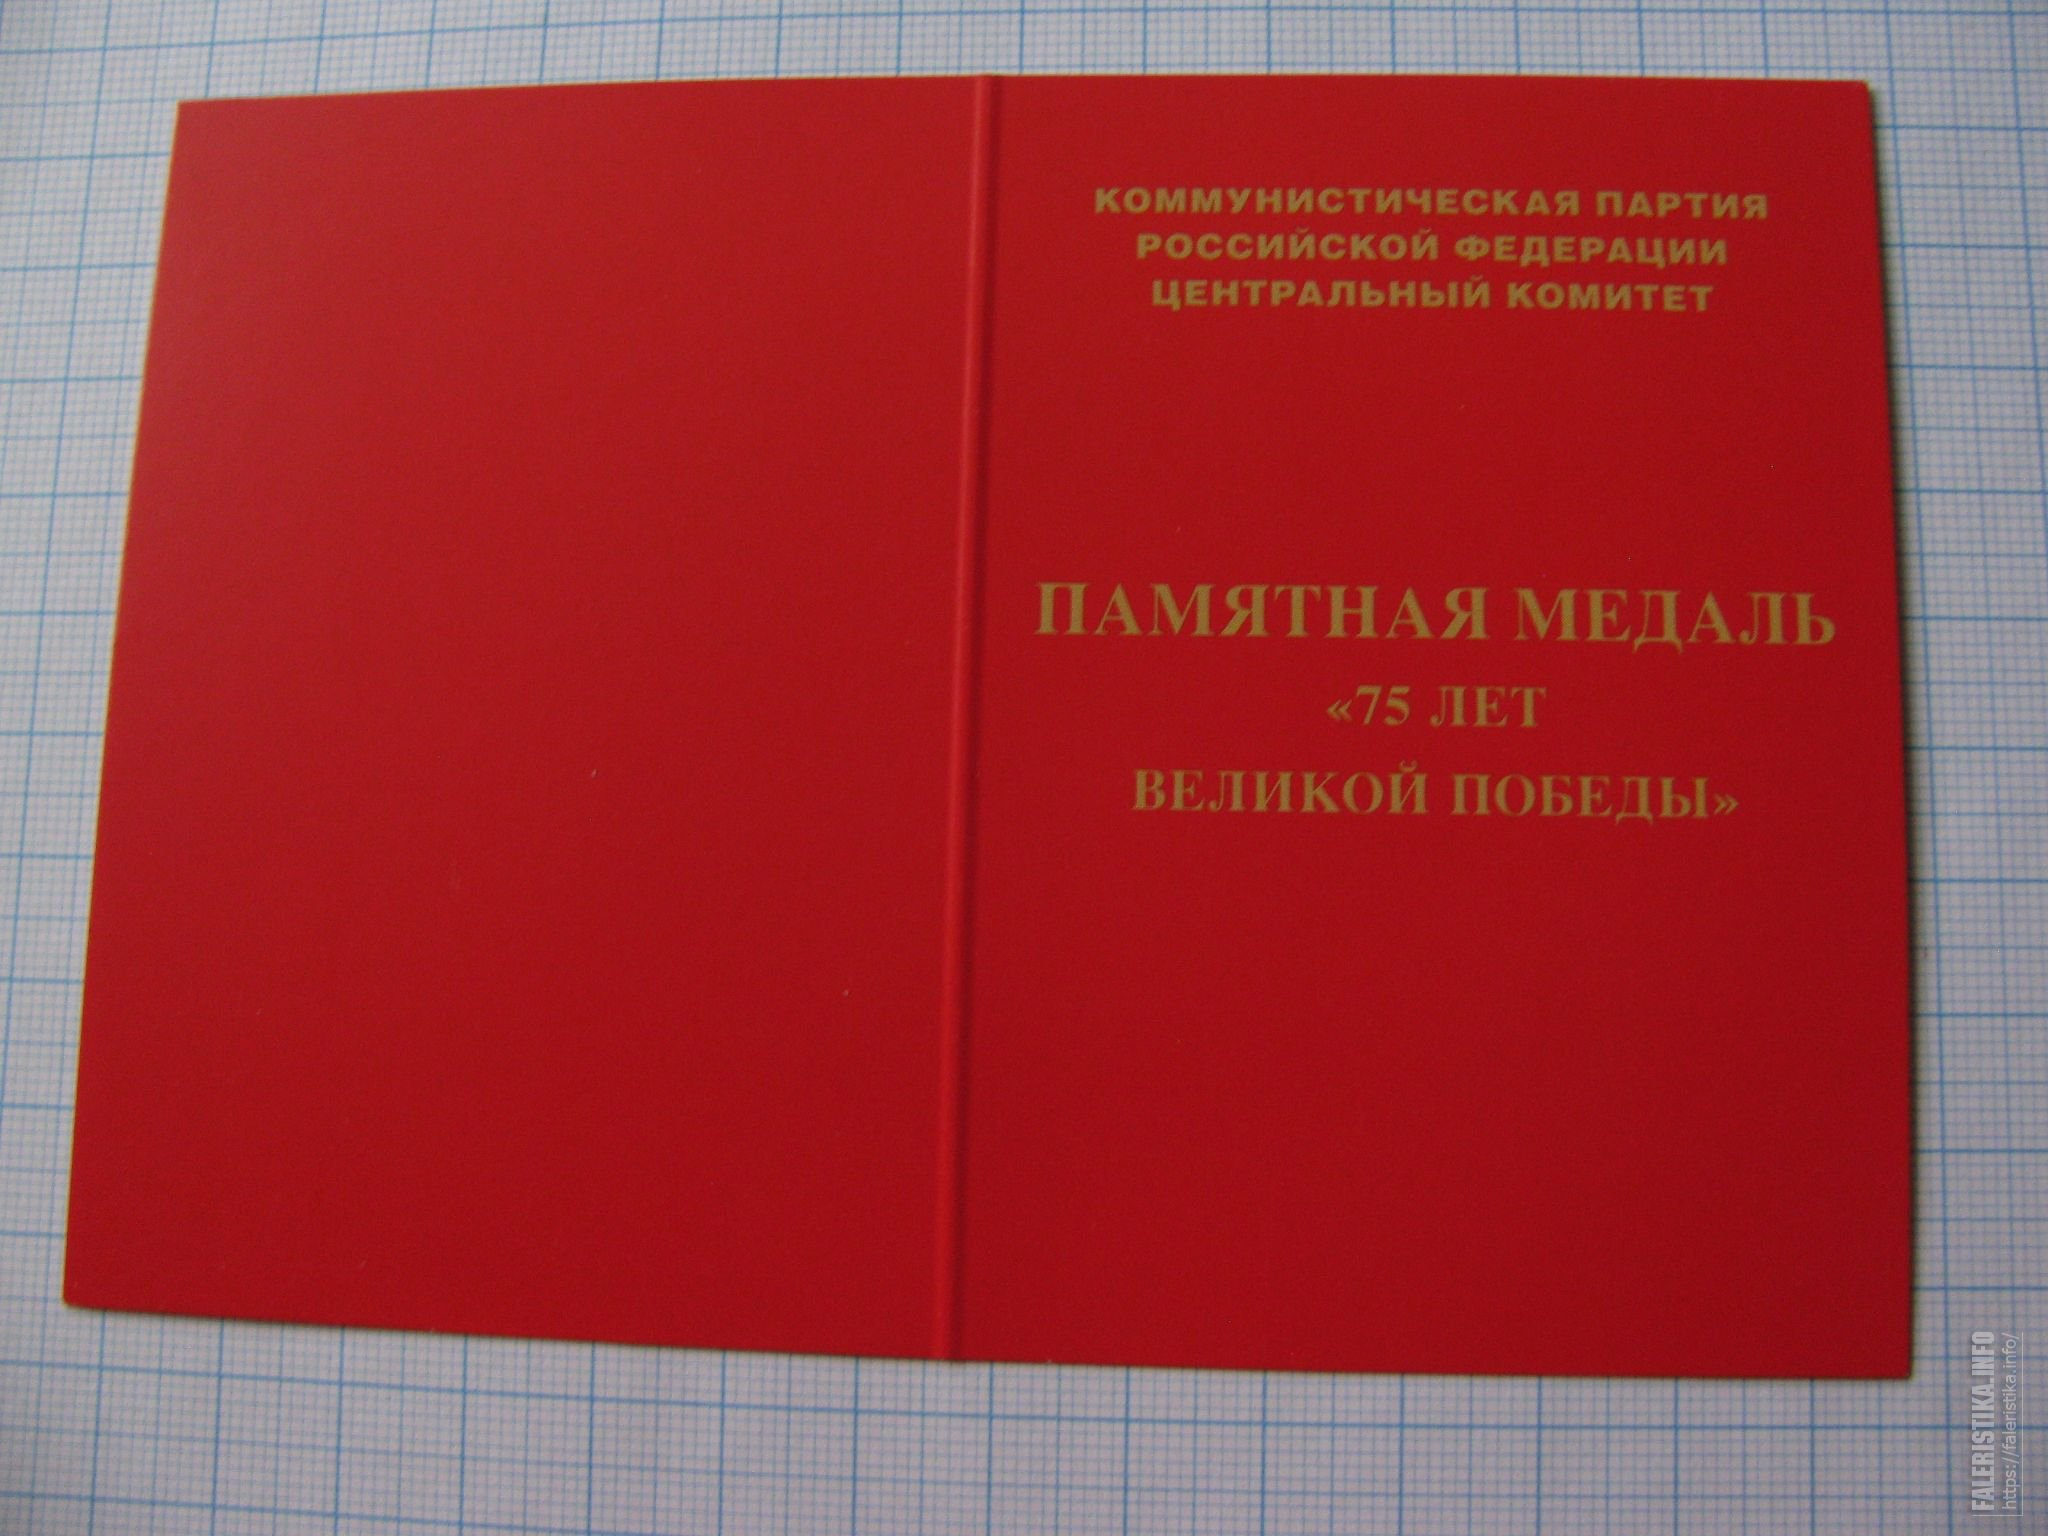 КОММУНИСТИЧЕСКАЯ ПАРТИЯ
РОССИЙСКОЙ ФЕДЕРАЦИИ
ЦЕНТРАЛЬНЫЙ КОМИТЕТ
ПАМЯТНАЯ МЕДАЛЬ
«75 ЛЕТ
ВЕЛИКОЙ ПОБЕДЫ»
FALERISTIKA.INFO
https://faleristika.info/